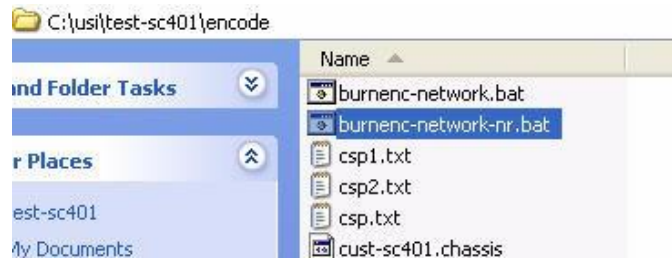 C:\usi\test-sc401\encode
Name
and Folder Tasks
burnenc-network.bat
burnenc-network-nr.bat
r Places
csp1.txt
csp2.txt
est-sc401
csp.txt
My Documents
cust-sc401.chassis